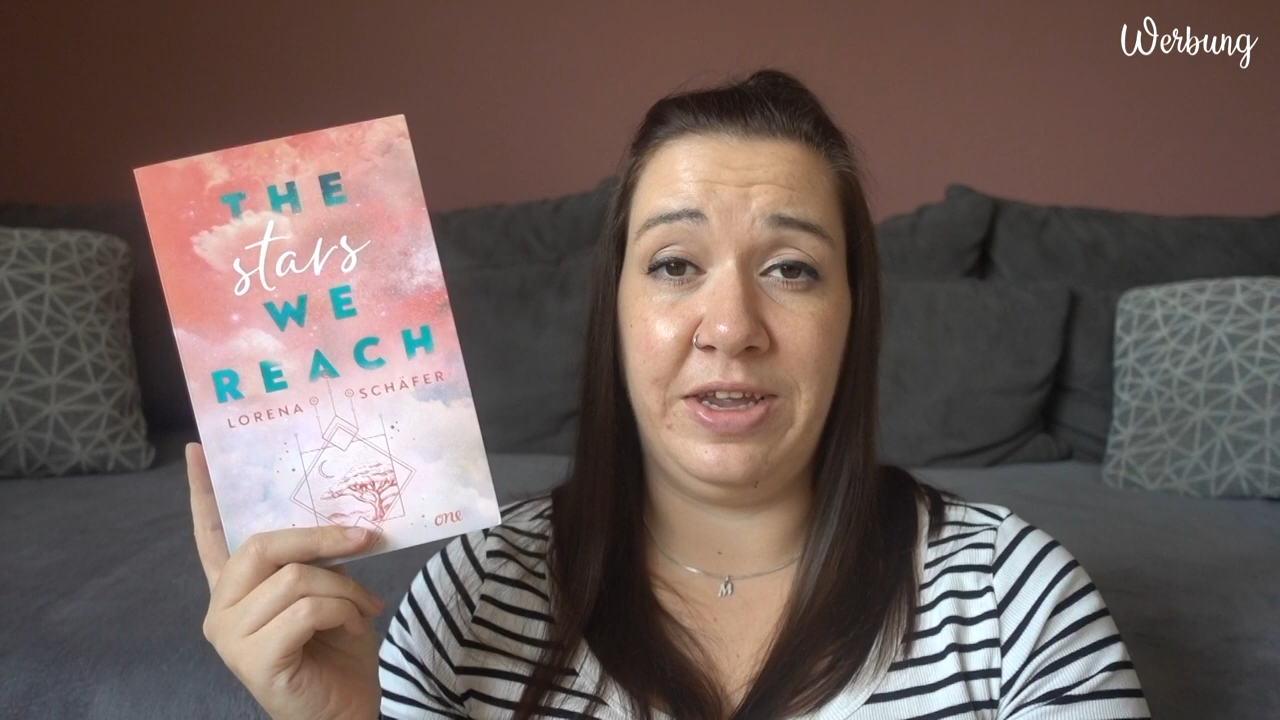 Werbung
THE
stars
WE
REACH
LORENA SCHÄFER
one
M